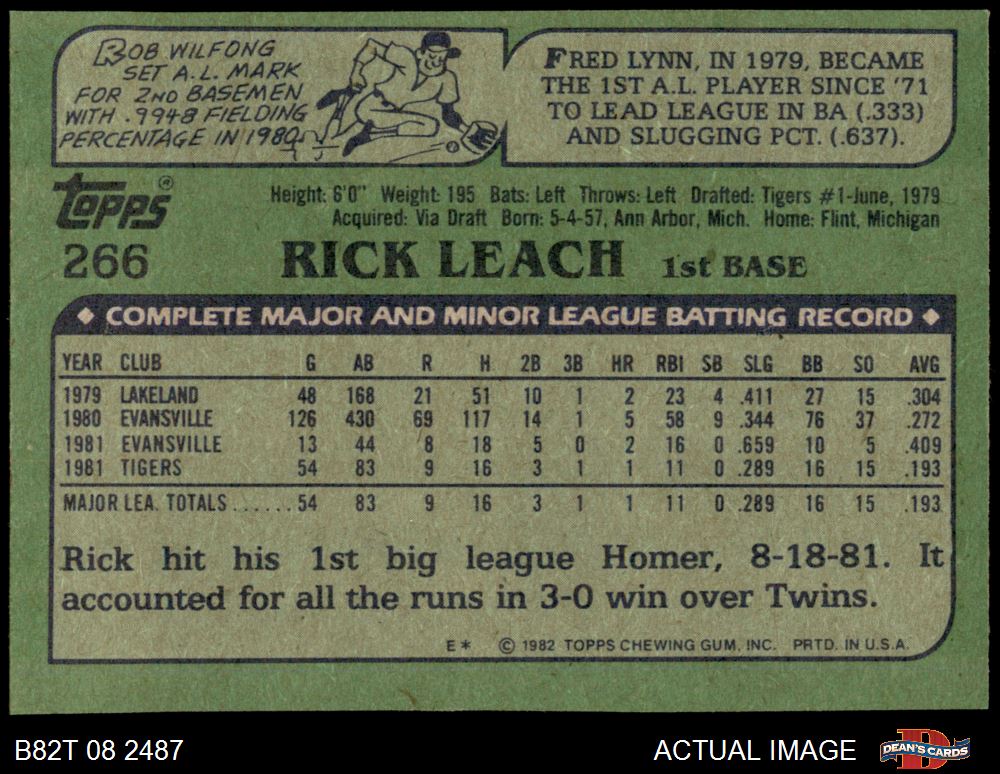 BOB WILFONG
SET A.L. MARK
FOR 2ND BASEMEN
WITH .9948 FIELDING
PERCENTAGE IN 1980.
FRED LYNN, IN 1979, BECAME
THE 1ST A.L. PLAYER SINCE '71
TO LEAD LEAGUE IN BA (.333)
AND SLUGGING PCT. (.637).
TOPPS®
Height: 6'0" Weight: 195 Bats: Left Throws: Left Drafted: Tigers #1-June, 1979
Acquired: Via Draft Born: 5-4-57, Ann Arbor, Mich. Home: Flint, Michigan
266 RICK LEACH 1st BASE
◆ COMPLETE MAJOR AND MINOR LEAGUE BATTING RECORD ◆
YEAR CLUB G AB R H 2B 3B HR RBI SB SLG BB SO AVG
1979 LAKELAND 48 168 21 51 10 1 2 23 4 .411 27 15 .304
1980 EVANSVILLE 126 430 69 117 14 1 5 58 9 .344 76 37 .272
1981 EVANSVILLE 13 44 8 18 5 0 2 16 0 .659 10 5 .409
1981 TIGERS 54 83 9 16 3 1 1 11 0 .289 16 15 .193
MAJOR LEA. TOTALS......54 83 9 16 3 1 1 11 0 .289 16 15 .193
Rick hit his 1st big league Homer, 8-18-81. It
accounted for all the runs in 3-0 win over Twins.
E* © 1982 TOPPS CHEWING GUM, INC. PRTD. IN U.S.A.
B82T 08 2487 ACTUAL IMAGE DEAN'S CARDS